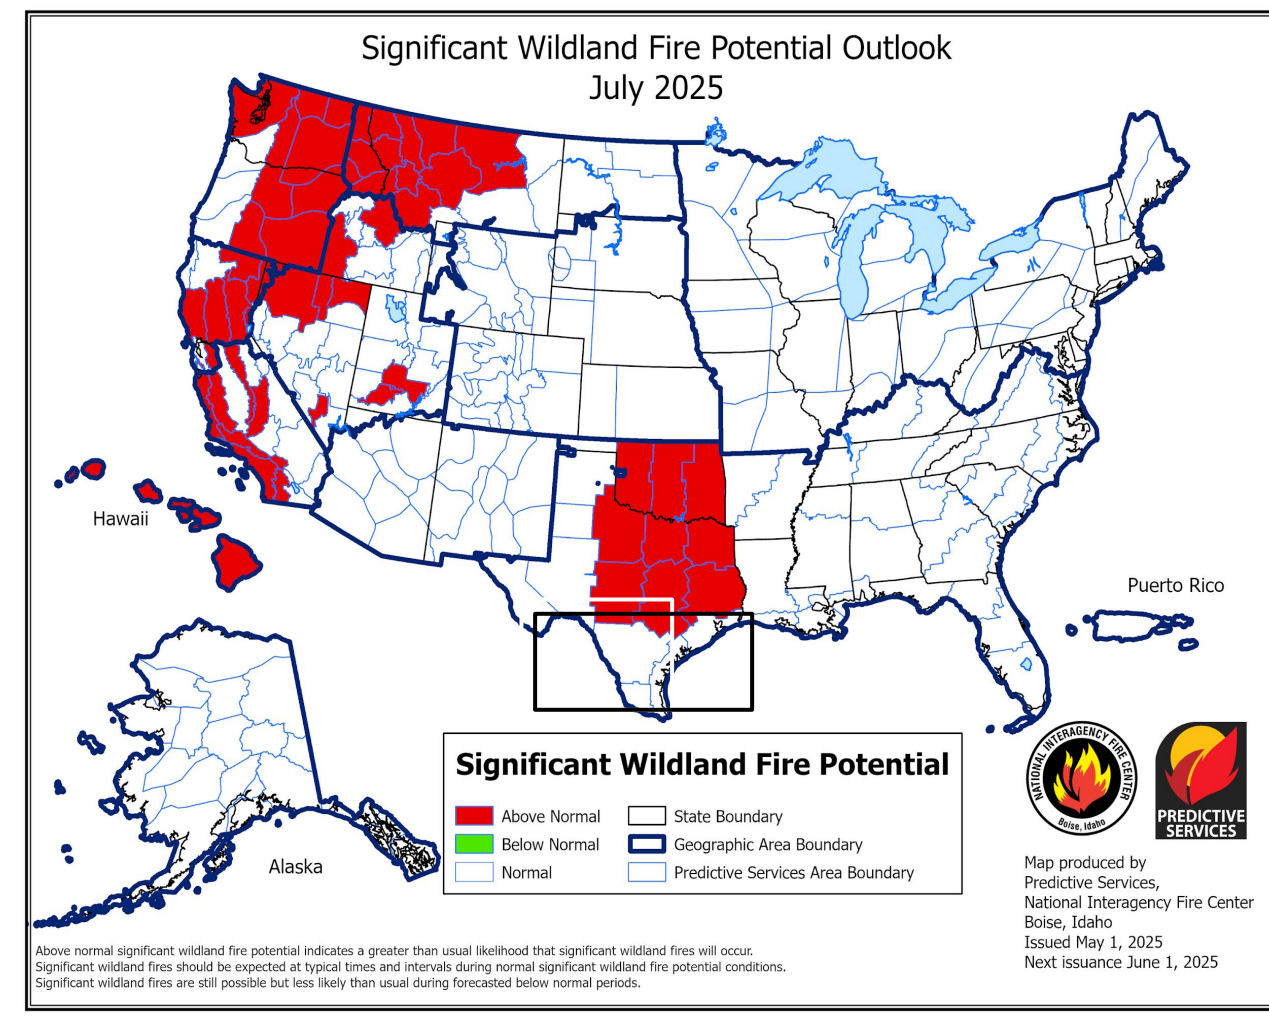 Significant Wildland Fire Potential Outlook
July 2025
Hawaii
Puerto Rico
Alaska
Significant Wildland Fire Potential
Above Normal
State Boundary
Below Normal
Geographic Area Boundary
Normal
Predictive Services Area Boundary
NATIONAL INTERAGENCY FIRE CENTER
Boise, Idaho
PREDICTIVE
SERVICES
Map produced by
Predictive Services,
National Interagency Fire Center
Boise, Idaho
Issued May 1, 2025
Next issuance June 1, 2025
Above normal significant wildland fire potential indicates a greater than usual likelihood that significant wildland fires will occur.
Significant wildland fires should be expected at typical times and intervals during normal significant wildland fire potential conditions.
Significant wildland fires are still possible but less likely than usual during forecasted below normal periods.